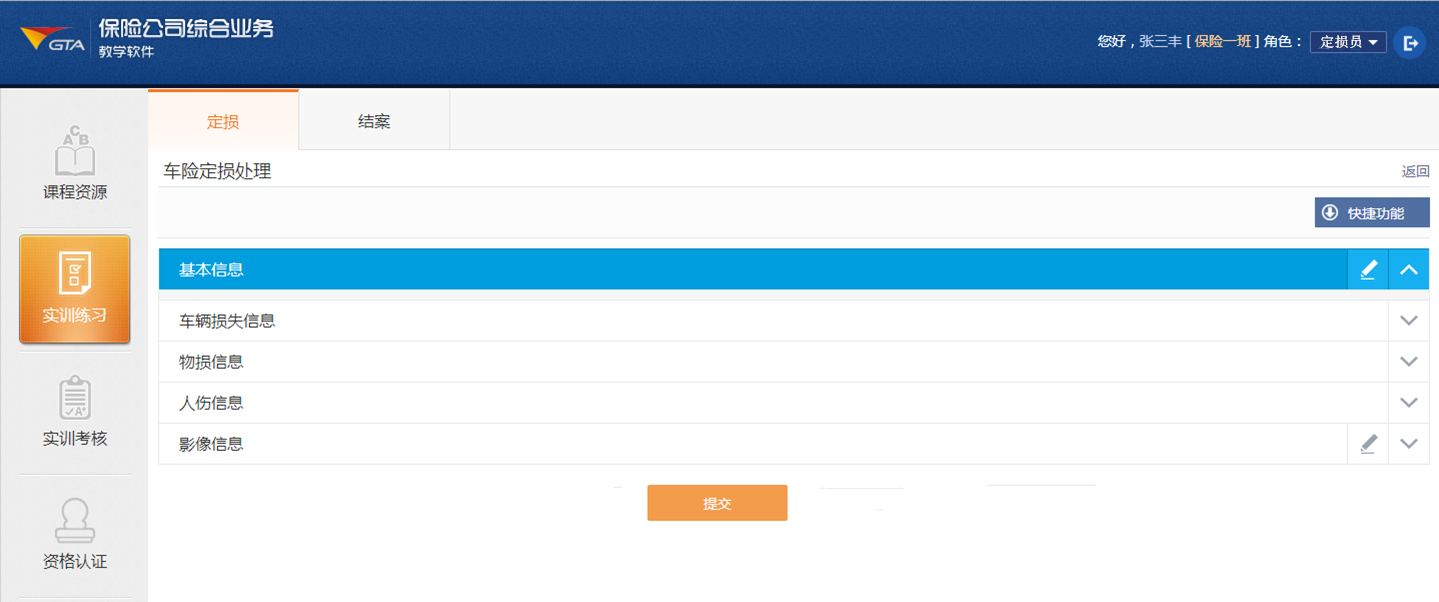 GTA
保险公司综合业务
教学软件
您好，张三丰 [ 保险一班 ] 角色： 定损员
ABC
课程资源
实训练习
A+
实训考核
资格认证
定损 结案
车险定损处理 返回
快捷功能
基本信息
车辆损失信息
物损信息
人伤信息
影像信息
提交